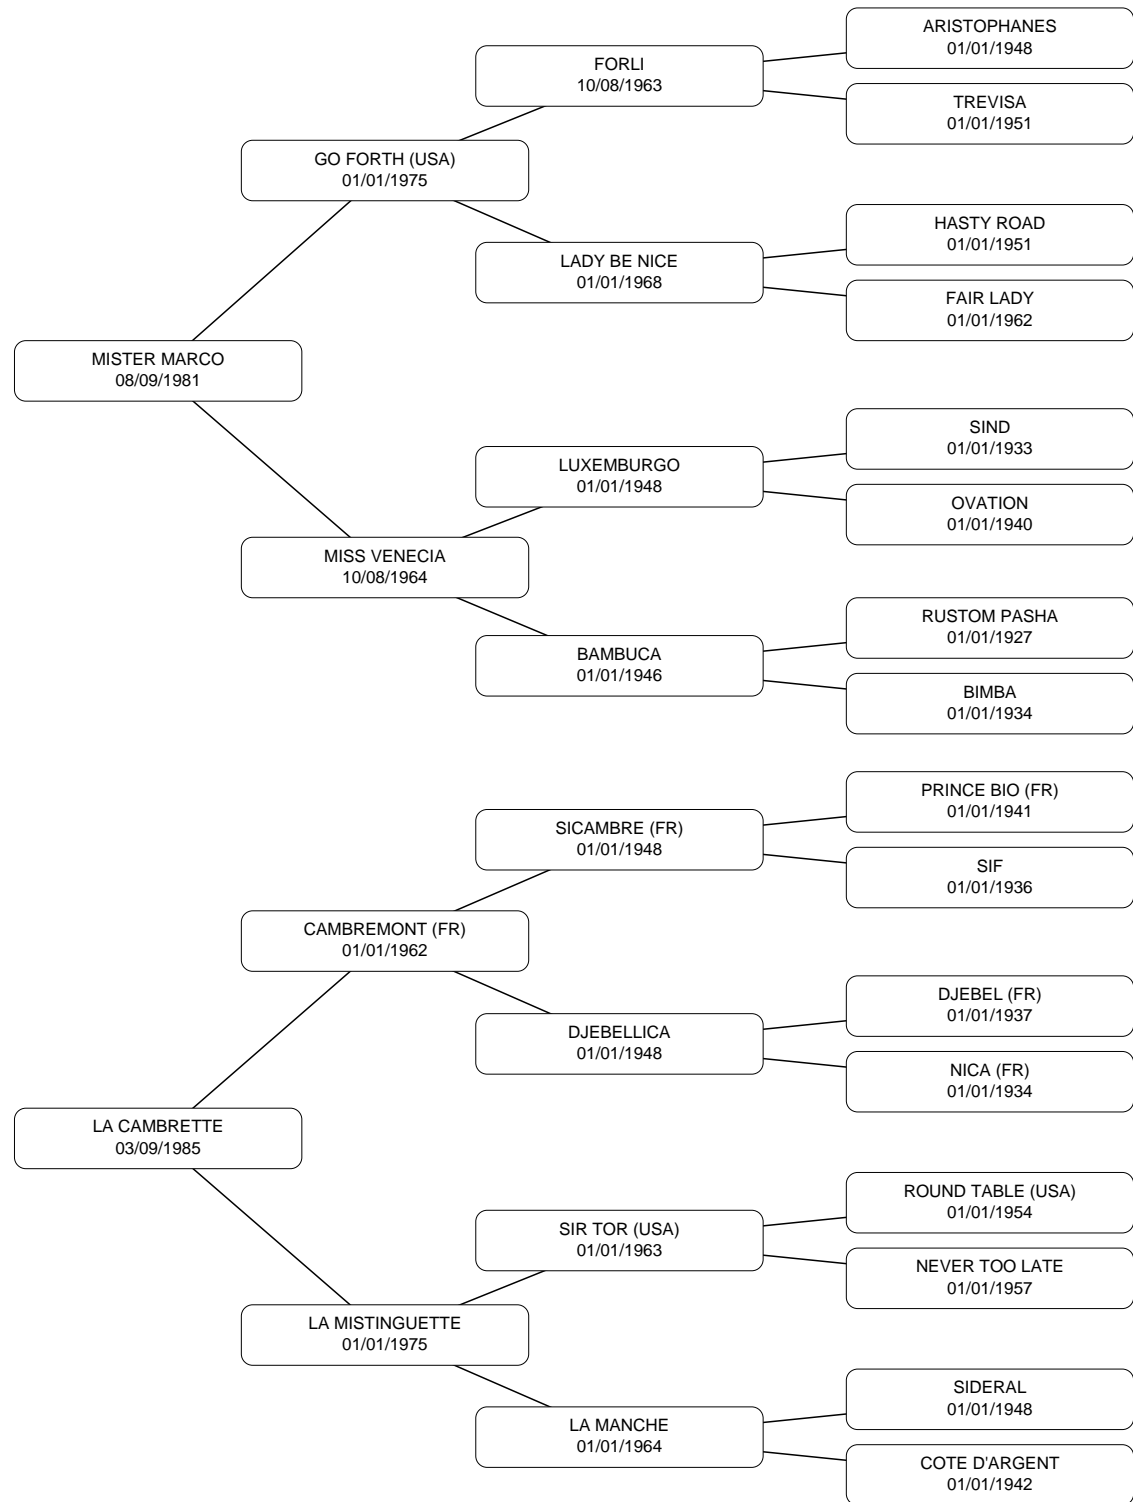 ARISTOPHANES
01/01/1948
FORLI
10/08/1963
TREVISA
01/01/1951
GO FORTH (USA)
01/01/1975
HASTY ROAD
01/01/1951
LADY BE NICE
01/01/1968
FAIR LADY
01/01/1962
MISTER MARCO
08/09/1981
SIND
01/01/1933
LUXEMBURGO
01/01/1948
OVATION
01/01/1940
MISS VENECIA
10/08/1964
RUSTOM PASHA
01/01/1927
BAMBUCA
01/01/1946
BIMBA
01/01/1934
PRINCE BIO (FR)
01/01/1941
SICAMBRE (FR)
01/01/1948
SIF
01/01/1936
CAMBREMONT (FR)
01/01/1962
DJEBEL (FR)
01/01/1937
DJEBELLICA
01/01/1948
NICA (FR)
01/01/1934
LA CAMBRETTE
03/09/1985
ROUND TABLE (USA)
01/01/1954
SIR TOR (USA)
01/01/1963
NEVER TOO LATE
01/01/1957
LA MISTINGUETTE
01/01/1975
SIDERAL
01/01/1948
LA MANCHE
01/01/1964
COTE D'ARGENT
01/01/1942